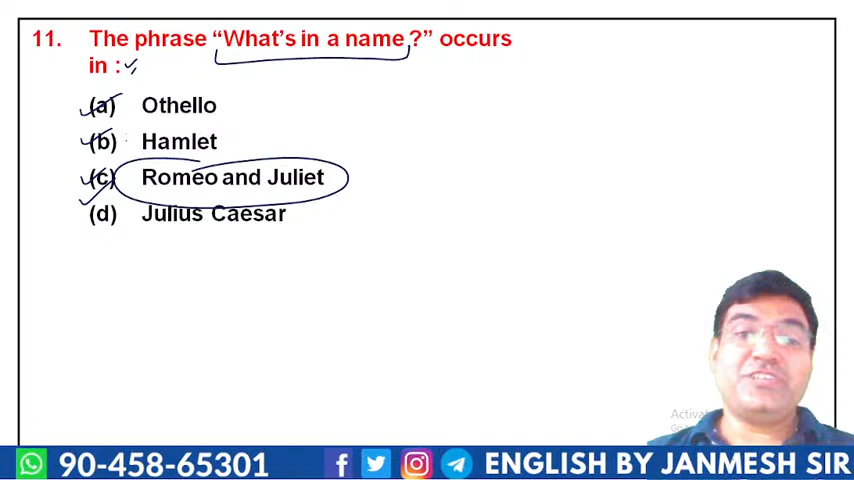 11. The phrase “What’s in a name ?” occurs
in :
(a) Othello
(b) Hamlet
(c) Romeo and Juliet
(d) Julius Caesar
Activat
90-458-65301 ENGLISH BY JANMESH SIR